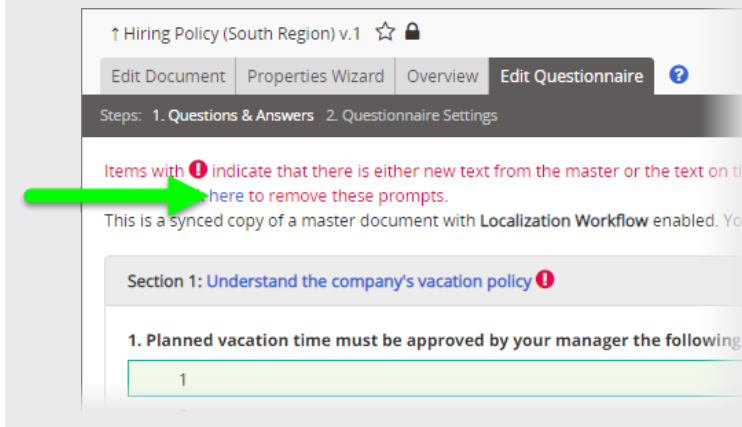 ↑ Hiring Policy (South Region) v.1
Edit Document Properties Wizard Overview Edit Questionnaire ?
Steps: 1. Questions & Answers 2. Questionnaire Settings
Items with ! indicate that there is either new text from the master or the text on
here to remove these prompts.
This is a synced copy of a master document with Localization Workflow enabled.
Section 1: Understand the company's vacation policy !
1. Planned vacation time must be approved by your manager the following
1